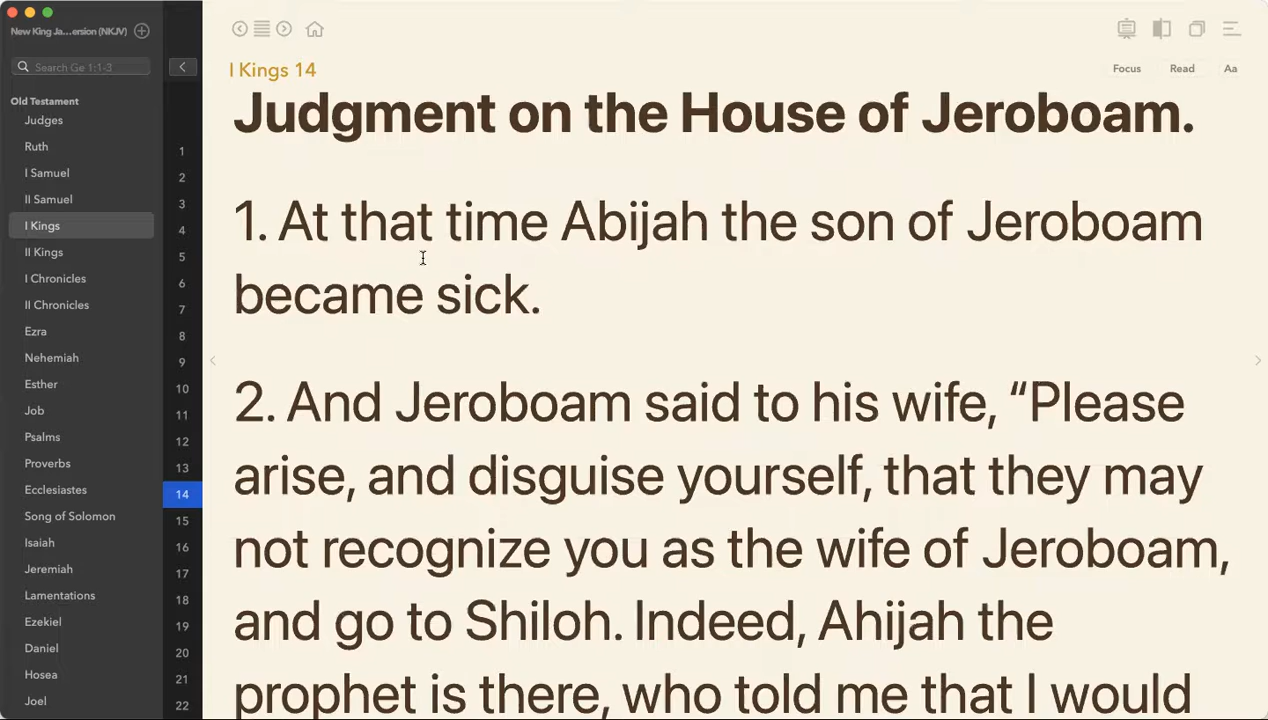 New King Ja...ersion (NKJV)
Search Ge 1:1-3
Old Testament
Judges
Ruth
I Samuel
II Samuel
I Kings
II Kings
I Chronicles
II Chronicles
Ezra
Nehemiah
Esther
Job
Psalms
Proverbs
Ecclesiastes
Song of Solomon
Isaiah
Jeremiah
Lamentations
Ezekiel
Daniel
Hosea
Joel
1
2
3
4
5
6
7
8
9
10
11
12
13
14
15
16
17
18
19
20
21
22
I Kings 14
Focus Read Aa
Judgment on the House of Jeroboam.
1. At that time Abijah the son of Jeroboam
became sick.
2. And Jeroboam said to his wife, “Please
arise, and disguise yourself, that they may
not recognize you as the wife of Jeroboam,
and go to Shiloh. Indeed, Ahijah the
prophet is there, who told me that I would